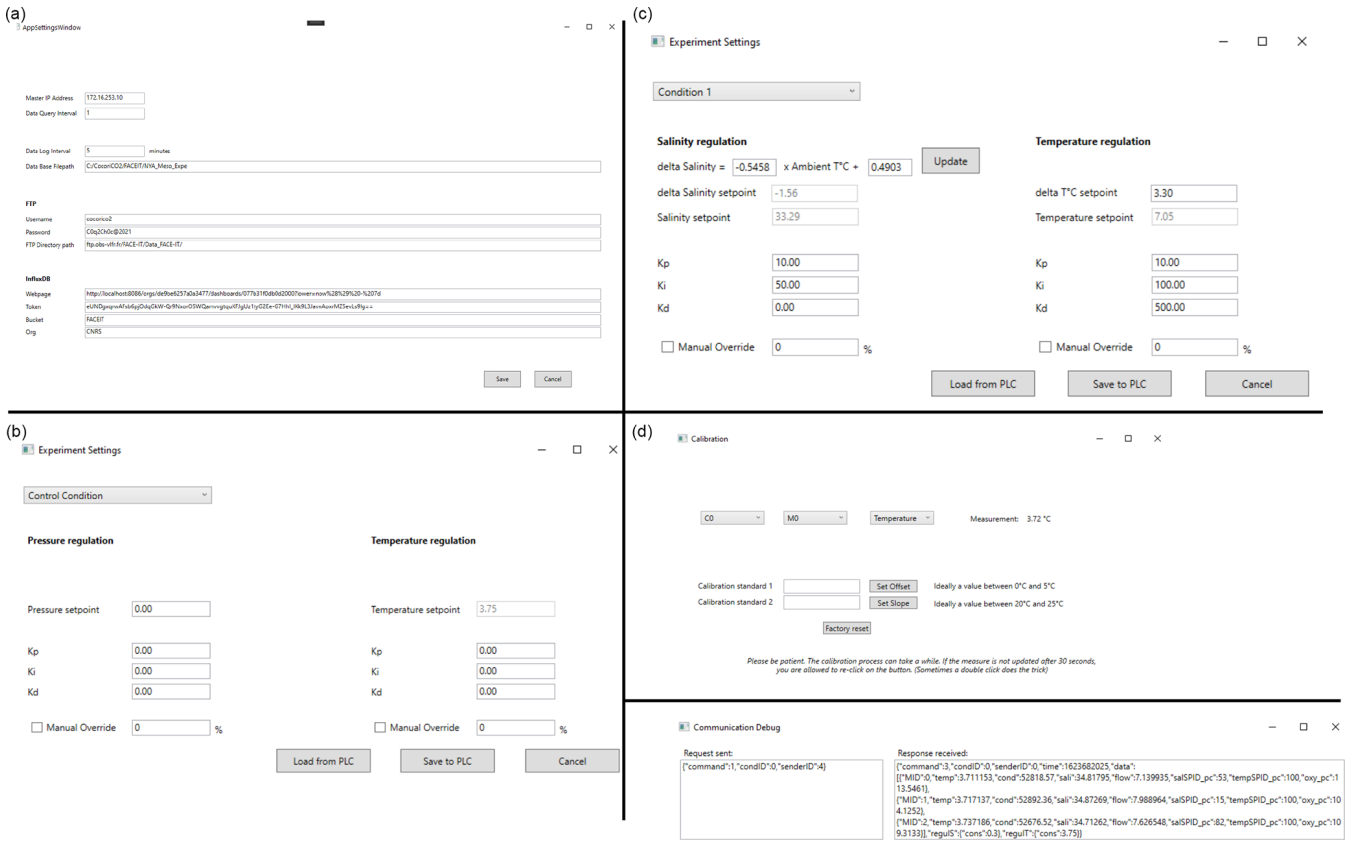 (a)
AppSettingsWindow
Master IP Address 172.16.253.10
Data Query Interval 1
Data Log Interval 5 minutes
Data Base Filepath C:/CocoriCO2/FACEIT/NYA_Meso_Expe
FTP
Username cocorico2
Password C0q2Ch0c@2021
FTP Directory path ftp.obs-vlfr.fr/FACE-IT/Data_FACE-IT/
InfluxDB
Webpage
Token
Bucket FACEIT
Org CNRS
Save Cancel
(b)
Experiment Settings
Control Condition
Pressure regulation Temperature regulation
Pressure setpoint 0.00 Temperature setpoint 3.75
Kp 0.00 Kp 0.00
Ki 0.00 Ki 0.00
Kd 0.00 Kd 0.00
Manual Override 0 % Manual Override 0 %
Load from PLC Save to PLC Cancel
(c)
Experiment Settings
Condition 1
Salinity regulation Temperature regulation
delta Salinity = -0.5458 x Ambient T°C + 0.4903 Update
delta Salinity setpoint -1.56 delta T°C setpoint 3.30
Salinity setpoint 33.29 Temperature setpoint 7.05
Kp 10.00 Kp 10.00
Ki 50.00 Ki 100.00
Kd 0.00 Kd 500.00
Manual Override 0 % Manual Override 0 %
Load from PLC Save to PLC Cancel
(d)
Calibration
C0 M0 Temperature Measurement: 3.72 °C
Calibration standard 1 Set Offset Ideally a value between 0°C and 5°C
Calibration standard 2 Set Slope Ideally a value between 20°C and 25°C
Factory reset
Please be patient. The calibration process can take a while. If the measure is not updated after 30 seconds,
you are allowed to re-click on the button. (Sometimes a double click does the trick)
Communication Debug
Request sent: Response received:
{"command":1,"condID":0,"senderID":4}
{"command":3,"condID":0,"senderID":0,"time":1623682025,"data":
[{"MID":0,"temp":3.711153,"cond":52818.57,"sali":34.81795,"flow":7.139935,"salSPID_pc":53,"tempSPID_pc":100,"oxy_pc":1
13.5461},
{"MID":1,"temp":3.717137,"cond":52892.36,"sali":34.87269,"flow":7.988964,"salSPID_pc":15,"tempSPID_pc":100,"oxy_pc":10
4.1252},
{"MID":2,"temp":3.737186,"cond":52676.52,"sali":34.71262,"flow":7.626548,"salSPID_pc":82,"tempSPID_pc":100,"oxy_pc":10
9.3133}],"regulS":{"cons":0.3},"regulT":{"cons":3.75}}